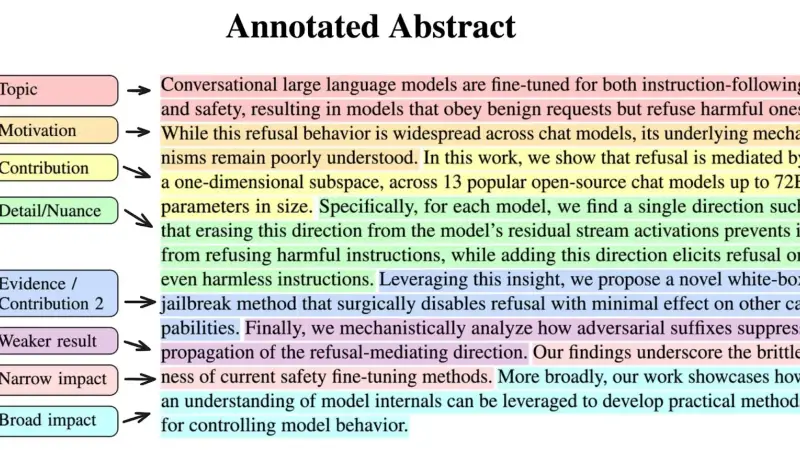 Annotated Abstract
Topic
Motivation
Contribution
Detail/Nuance
Evidence /
Contribution 2
Weaker result
Narrow impact
Broad impact
Conversational large language models are fine-tuned for both instruction-following
and safety, resulting in models that obey benign requests but refuse harmful ones
While this refusal behavior is widespread across chat models, its underlying mecha
nisms remain poorly understood. In this work, we show that refusal is mediated by
a one-dimensional subspace, across 13 popular open-source chat models up to 72B
parameters in size. Specifically, for each model, we find a single direction such
that erasing this direction from the model's residual stream activations prevents i
from refusing harmful instructions, while adding this direction elicits refusal on
even harmless instructions. Leveraging this insight, we propose a novel white-box
jailbreak method that surgically disables refusal with minimal effect on other ca
pabilities. Finally, we mechanistically analyze how adversarial suffixes suppress
propagation of the refusal-mediating direction. Our findings underscore the brittle
ness of current safety fine-tuning methods. More broadly, our work showcases how
an understanding of model internals can be leveraged to develop practical methods
for controlling model behavior.